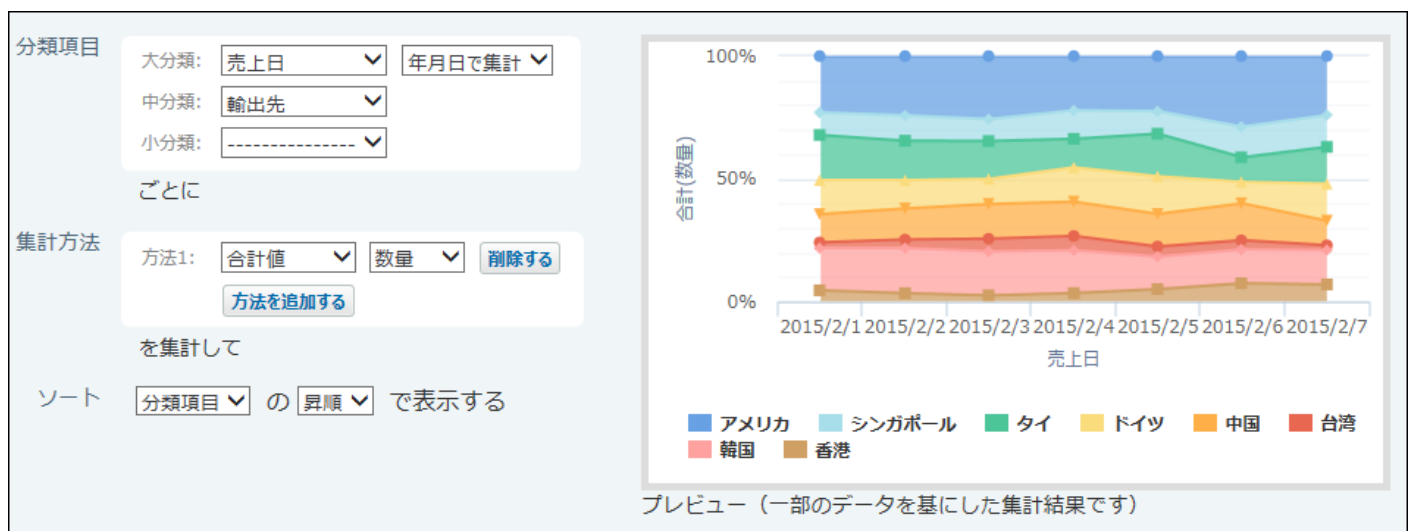 分類項目
大分類: 売上日 年月日で集計
中分類: 輸出先
小分類: ---------------
ごとに
集計方法
方法1: 合計値 数量 削除する
方法を追加する
を集計して
ソート 分類項目 の 昇順 で表示する
100%
50%
0%
合計(数量)
2015/2/1 2015/2/2 2015/2/3 2015/2/4 2015/2/5 2015/2/6 2015/2/7
売上日
アメリカ シンガポール タイ ドイツ 中国 台湾
韓国 香港
プレビュー（一部のデータを基にした集計結果です）